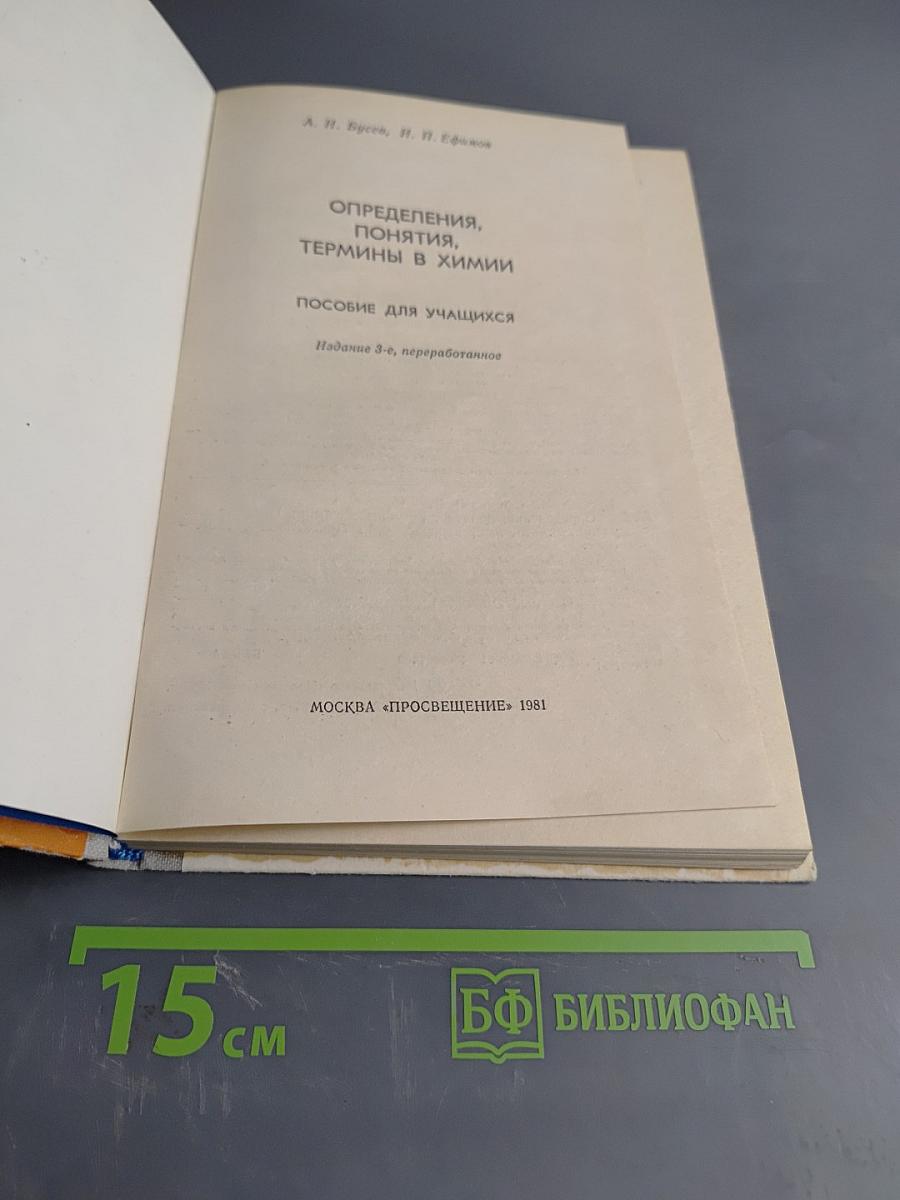 А. И. Бусев, И. П. Ефимов
ОПРЕДЕЛЕНИЯ,
ПОНЯТИЯ,
ТЕРМИНЫ В ХИМИИ
ПОСОБИЕ ДЛЯ УЧАЩИХСЯ
Издание 3-е, переработанное
МОСКВА «ПРОСВЕЩЕНИЕ» 1981
15 см
БФ БИБЛИОФАН